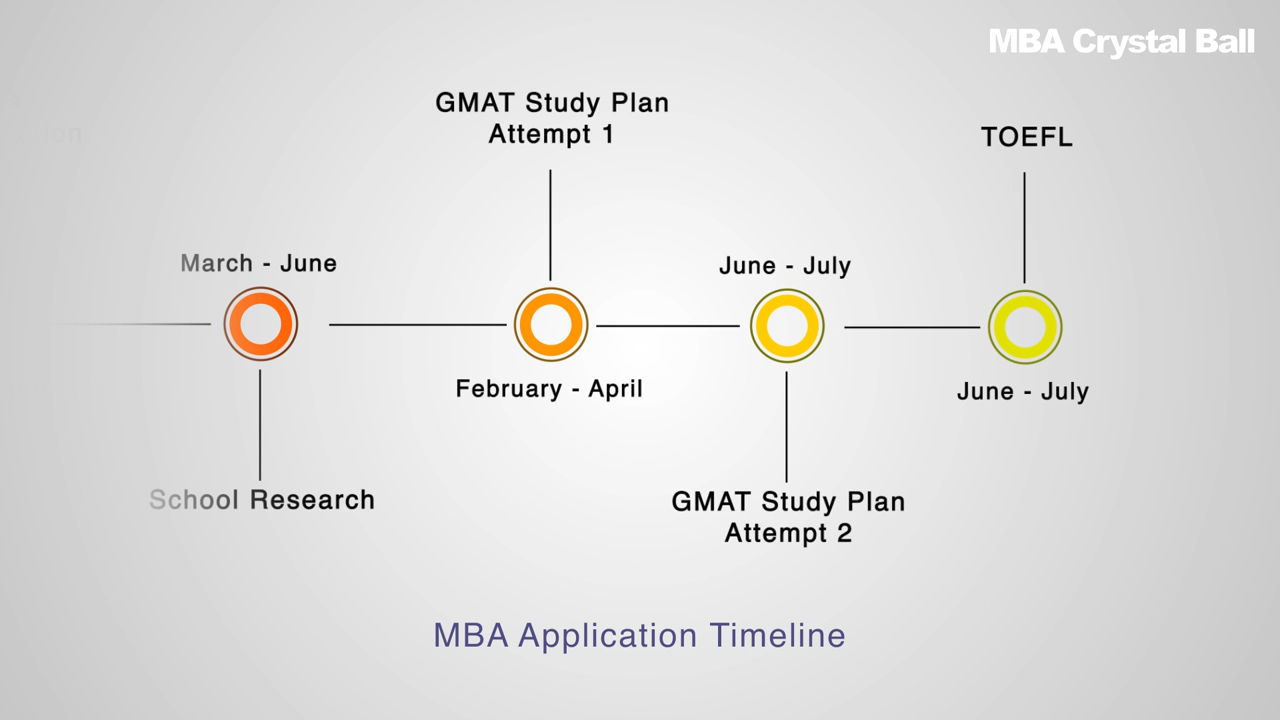 MBA Crystal Ball
GMAT Study Plan
Attempt 1
TOEFL
March - June
June - July
February - April
June - July
School Research
GMAT Study Plan
Attempt 2
MBA Application Timeline